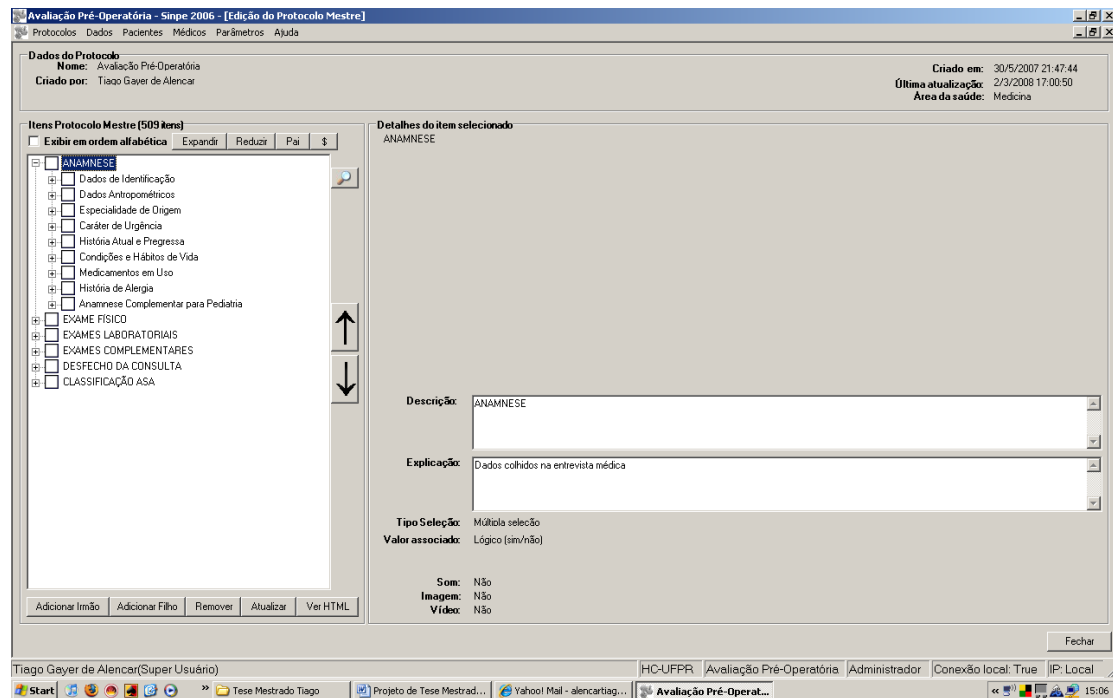 Avaliação Pré-Operatória - Sinpe 2006 - [Edição do Protocolo Mestre]
Protocolos Dados Pacientes Médicos Parâmetros Ajuda
Dados do Protocolo
Nome: Avaliação Pré-Operatória
Criado por: Tiago Gayer de Alencar
Criado em: 30/5/2007 21:47:44
Última atualização: 2/3/2008 17:00:50
Área da saúde: Medicina
Itens Protocolo Mestre (509 itens)
Exibir em ordem alfabética Expandir Reduzir Pai $
ANAMNESE
Dados de Identificação
Dados Antropométricos
Especialidade de Origem
Caráter de Urgência
História Atual e Pregressa
Condições e Hábitos de Vida
Medicamentos em Uso
História de Alergia
Anamnese Complementar para Pediatria
EXAME FÍSICO
EXAMES LABORATORIAIS
EXAMES COMPLEMENTARES
DESFECHO DA CONSULTA
CLASSIFICAÇÃO ASA
Adicionar Irmão Adicionar Filho Remover Atualizar Ver HTML
Detalhes do item selecionado
ANAMNESE
Descrição: ANAMNESE
Explicação: Dados colhidos na entrevista médica
Tipo Seleção: Múltipla seleção
Valor associado: Lógico (sim/não)
Som: Não
Imagem: Não
Vídeo: Não
Fechar
Tiago Gayer de Alencar(Super Usuário) HC-UFPR Avaliação Pré-Operatória Administrador Conexão local: True IP: Local
Start » Tese Mestrado Tiago Projeto de Tese Mestrad... Yahoo! Mail - alencartiag... Avaliação Pré-Operat... « 15:06